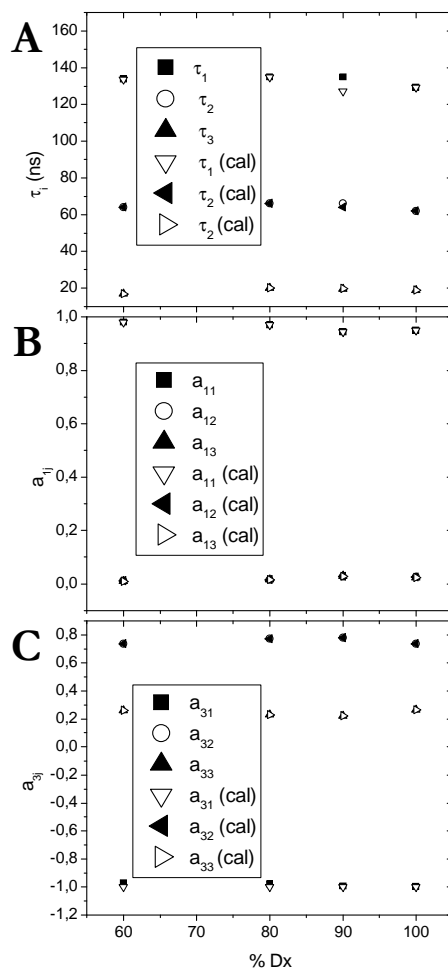 A
160
140
120
100
80
60
40
20
τi (ns)
τ1
τ2
τ3
τ1 (cal)
τ2 (cal)
τ2 (cal)
B
1,0
0,8
0,6
0,4
0,2
0,0
a1j
a11
a12
a13
a11 (cal)
a12 (cal)
a13 (cal)
C
0,8
0,6
0,4
0,2
0,0
-0,2
-0,4
-0,6
-0,8
-1,0
-1,2
a3j
a31
a32
a33
a31 (cal)
a32 (cal)
a33 (cal)
60 70 80 90 100
% Dx